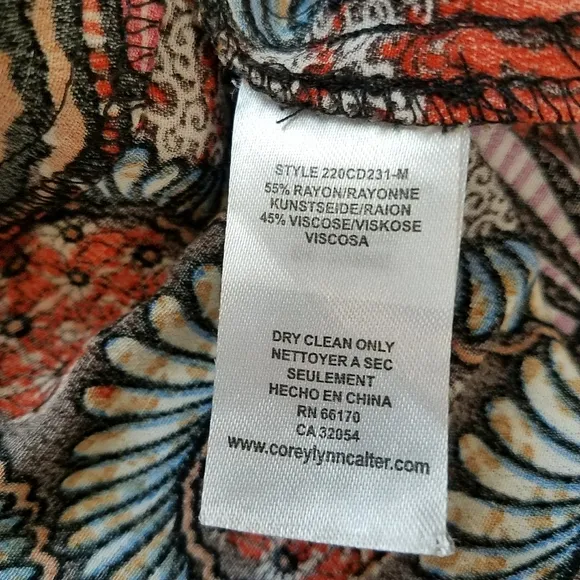 STYLE 220CD231-M
55% RAYON/RAYONNE
KUNSTSEIDE/RAION
45% VISCOSE/VISKOSE
VISCOSA
DRY CLEAN ONLY
NETTOYER A SEC
SEULEMENT
HECHO EN CHINA
RN 66170
CA 32054
www.coreylynncalter.com